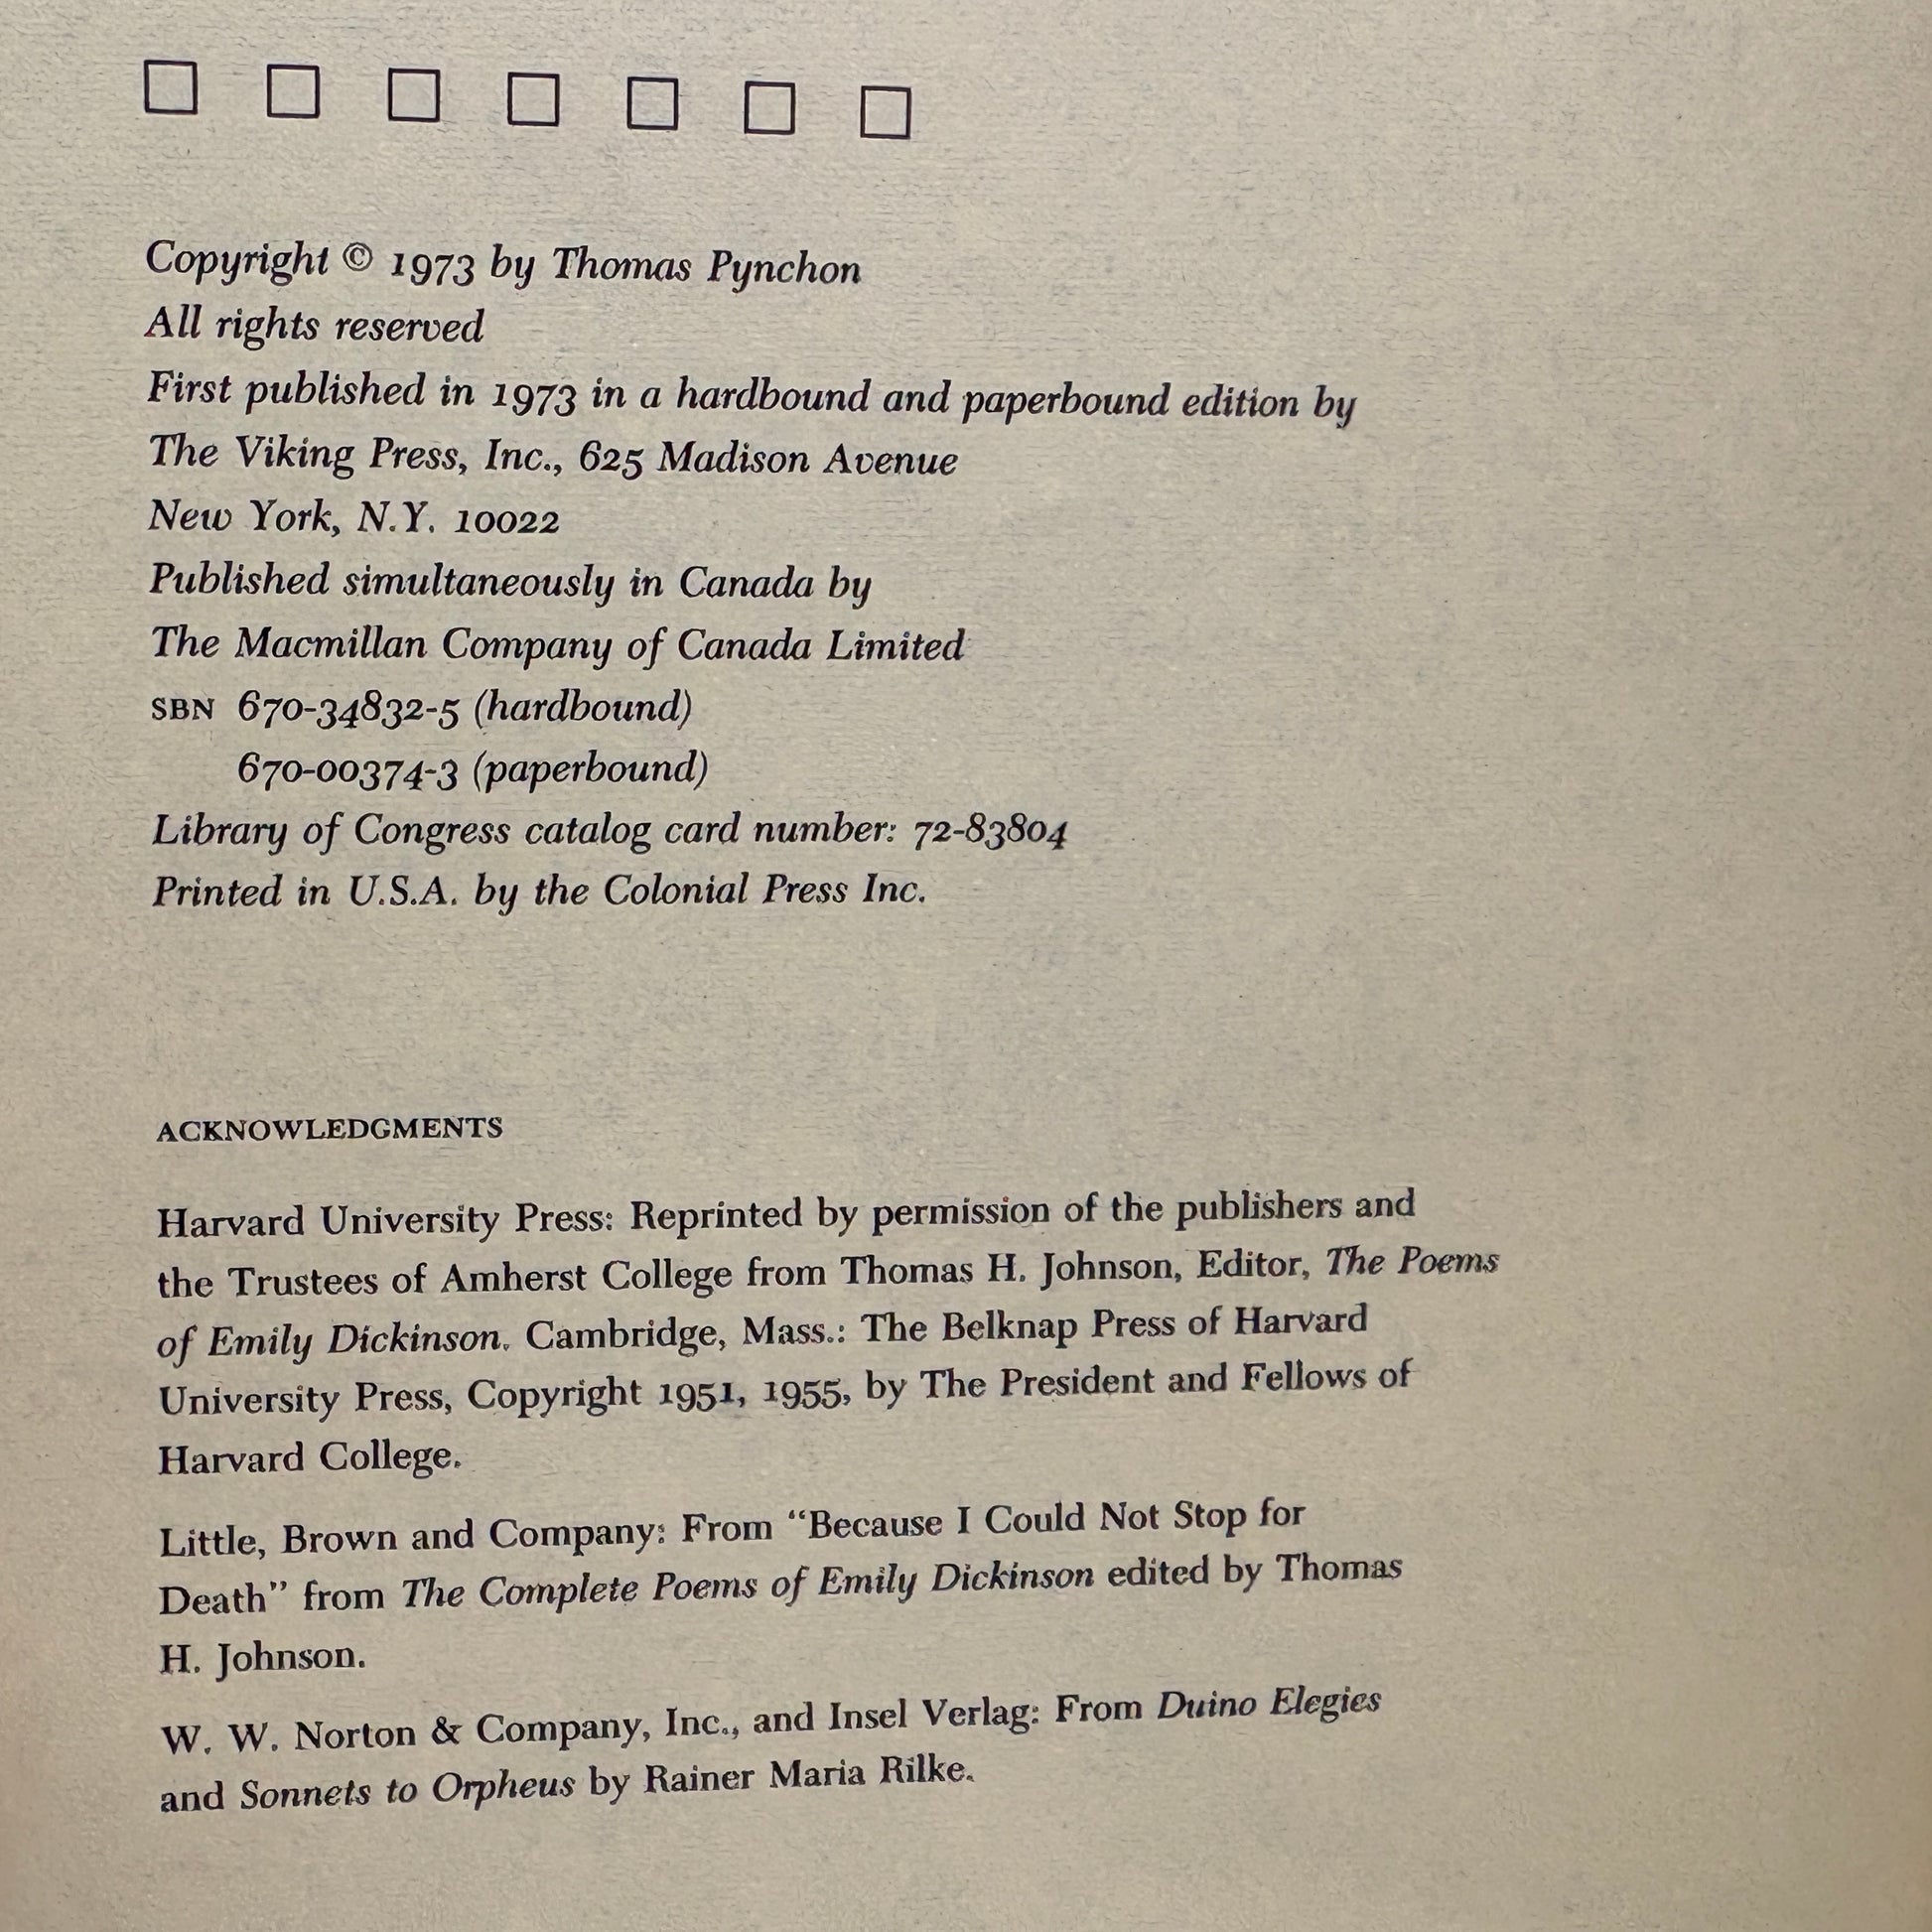 Copyright © 1973 by Thomas Pynchon
All rights reserved
First published in 1973 in a hardbound and paperbound edition by
The Viking Press, Inc., 625 Madison Avenue
New York, N.Y. 10022
Published simultaneously in Canada by
The Macmillan Company of Canada Limited
SBN 670-34832-5 (hardbound)
670-00374-3 (paperbound)
Library of Congress catalog card number: 72-83804
Printed in U.S.A. by the Colonial Press Inc.
ACKNOWLEDGMENTS
Harvard University Press: Reprinted by permission of the publishers and
the Trustees of Amherst College from Thomas H. Johnson, Editor, The Poems
of Emily Dickinson. Cambridge, Mass.: The Belknap Press of Harvard
University Press, Copyright 1951, 1955, by The President and Fellows of
Harvard College.
Little, Brown and Company: From “Because I Could Not Stop for
Death” from The Complete Poems of Emily Dickinson edited by Thomas
H. Johnson.
W. W. Norton & Company, Inc., and Insel Verlag: From Duino Elegies
and Sonnets to Orpheus by Rainer Maria Rilke.